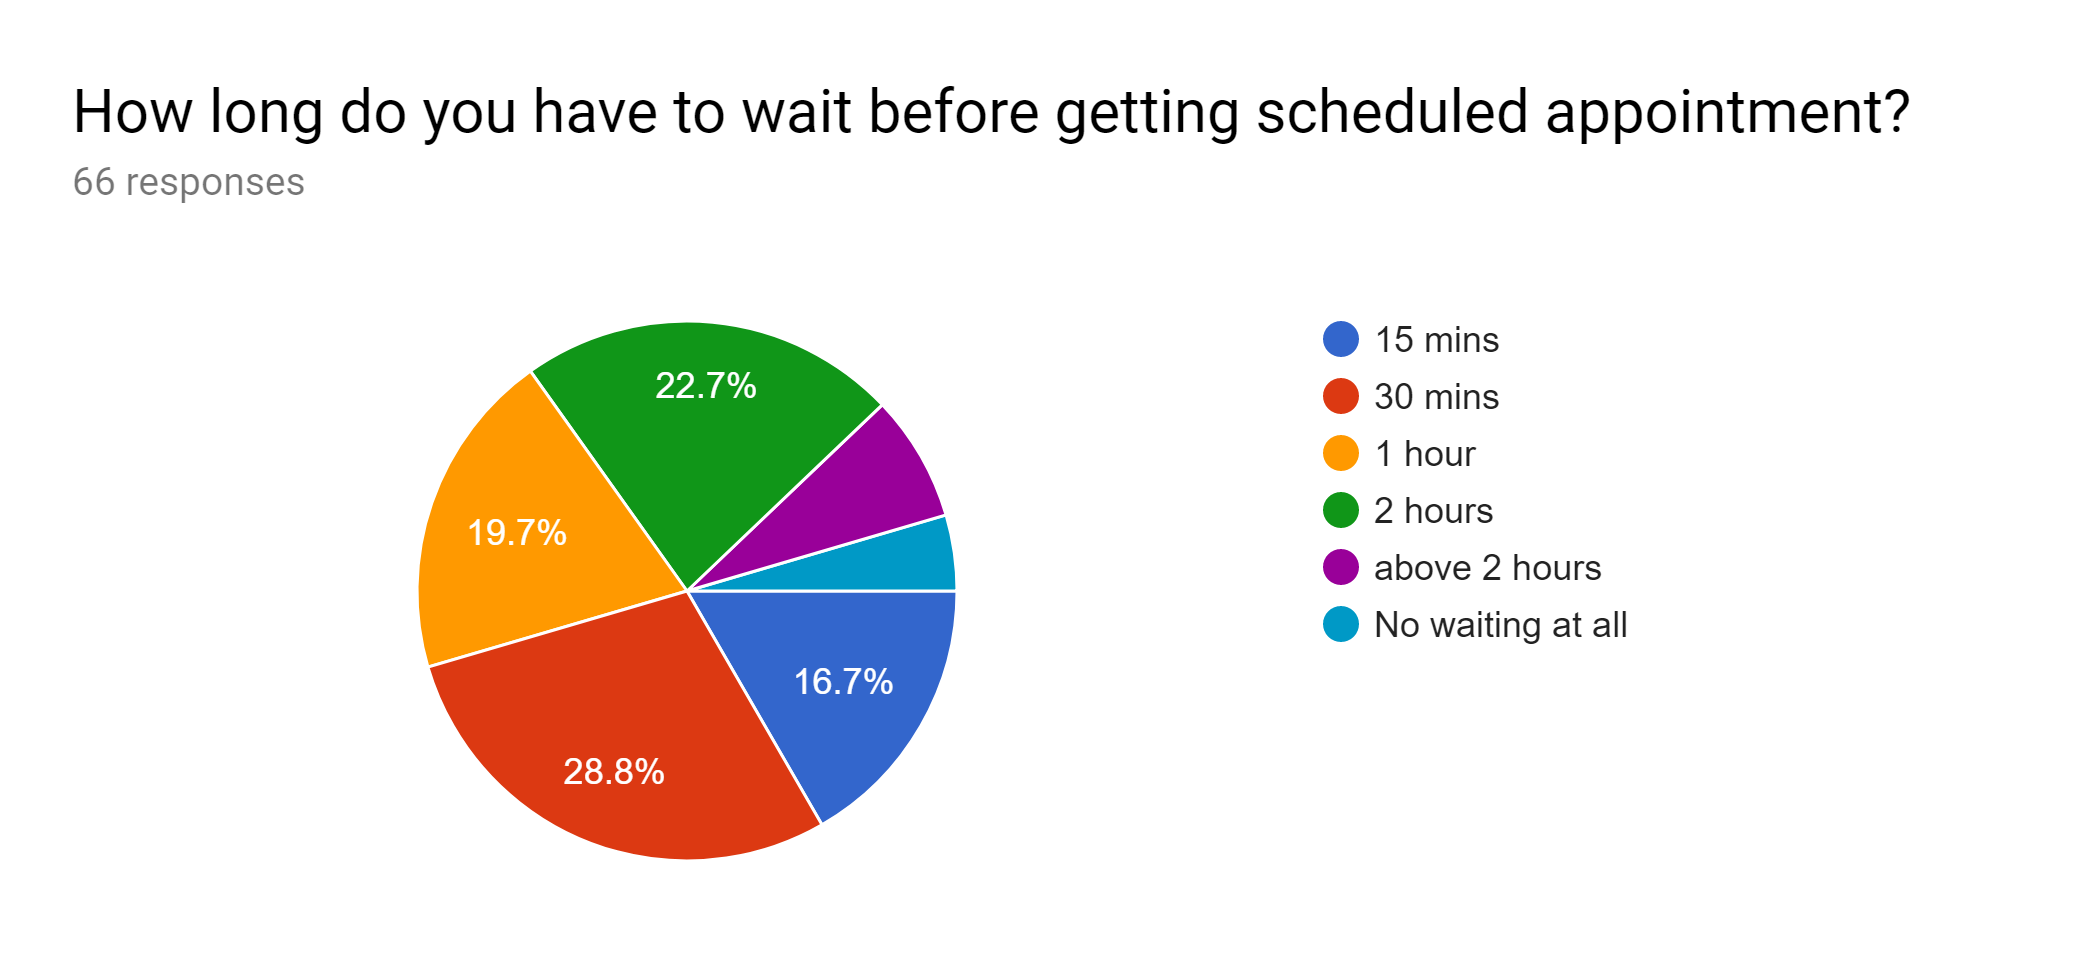 How long do you have to wait before getting scheduled appointment?
66 responses
22.7%
19.7%
16.7%
28.8%
15 mins
30 mins
1 hour
2 hours
above 2 hours
No waiting at all